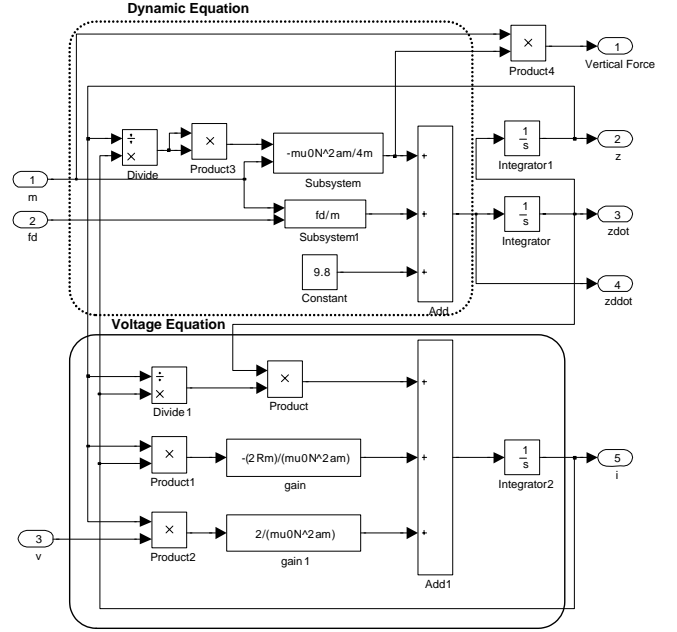 Dynamic Equation
×
Product4
1
Vertical Force
÷
×
Divide
×
Product3
-mu0N^2am/4m
Subsystem
+
1
s
Integrator1
2
z
1
m
2
fd
fd/m
Subsystem1
+
1
s
Integrator
3
zdot
9.8
Constant
+
Add
4
zddot
Voltage Equation
÷
×
Divide1
×
Product
+
×
Product1
-(2Rm)/(mu0N^2am)
gain
+
1
s
Integrator2
5
i
3
v
×
Product2
2/(mu0N^2am)
gain1
+
Add1